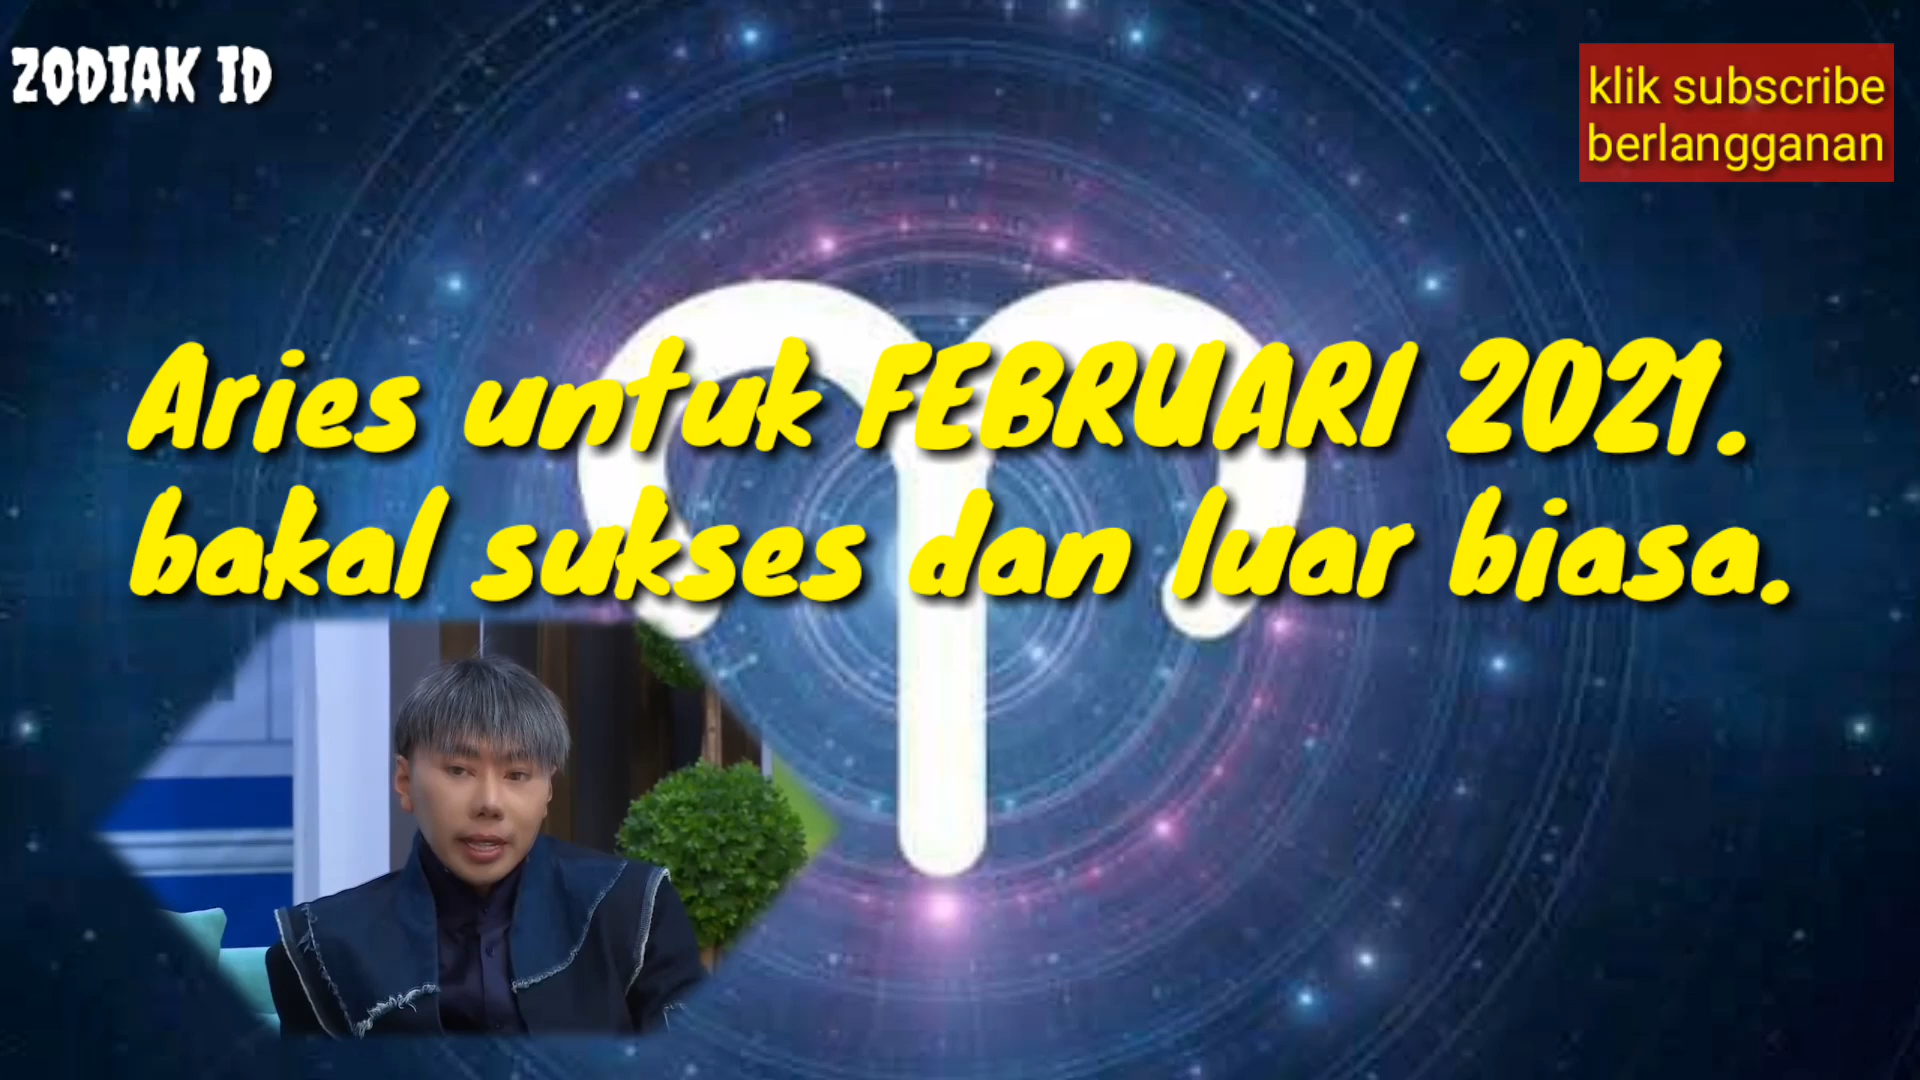 ZODIAK ID
klik subscribe
berlangganan
Aries untuk FEBRUARI 2021.
bakal sukses dan luar biasa.